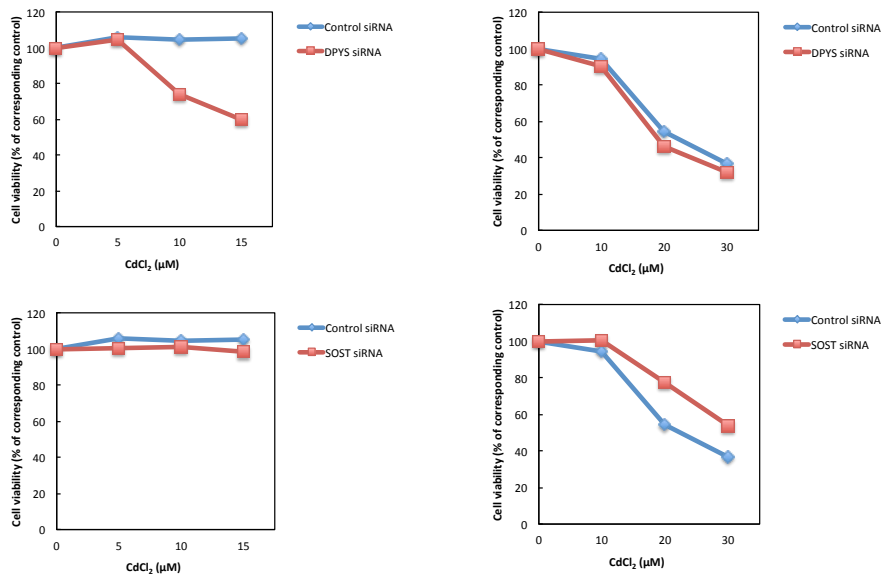 Cell viability (% of corresponding control)
120
100
80
60
40
20
0
0 5 10 15
CdCl₂ (µM)
Control siRNA
DPYS siRNA
Cell viability (% of corresponding control)
120
100
80
60
40
20
0
0 10 20 30
CdCl₂ (µM)
Control siRNA
DPYS siRNA
Cell viability (% of corresponding control)
120
100
80
60
40
20
0
0 5 10 15
CdCl₂ (µM)
Control siRNA
SOST siRNA
Cell viability (% of corresponding control)
120
100
80
60
40
20
0
0 10 20 30
CdCl₂ (µM)
Control siRNA
SOST siRNA